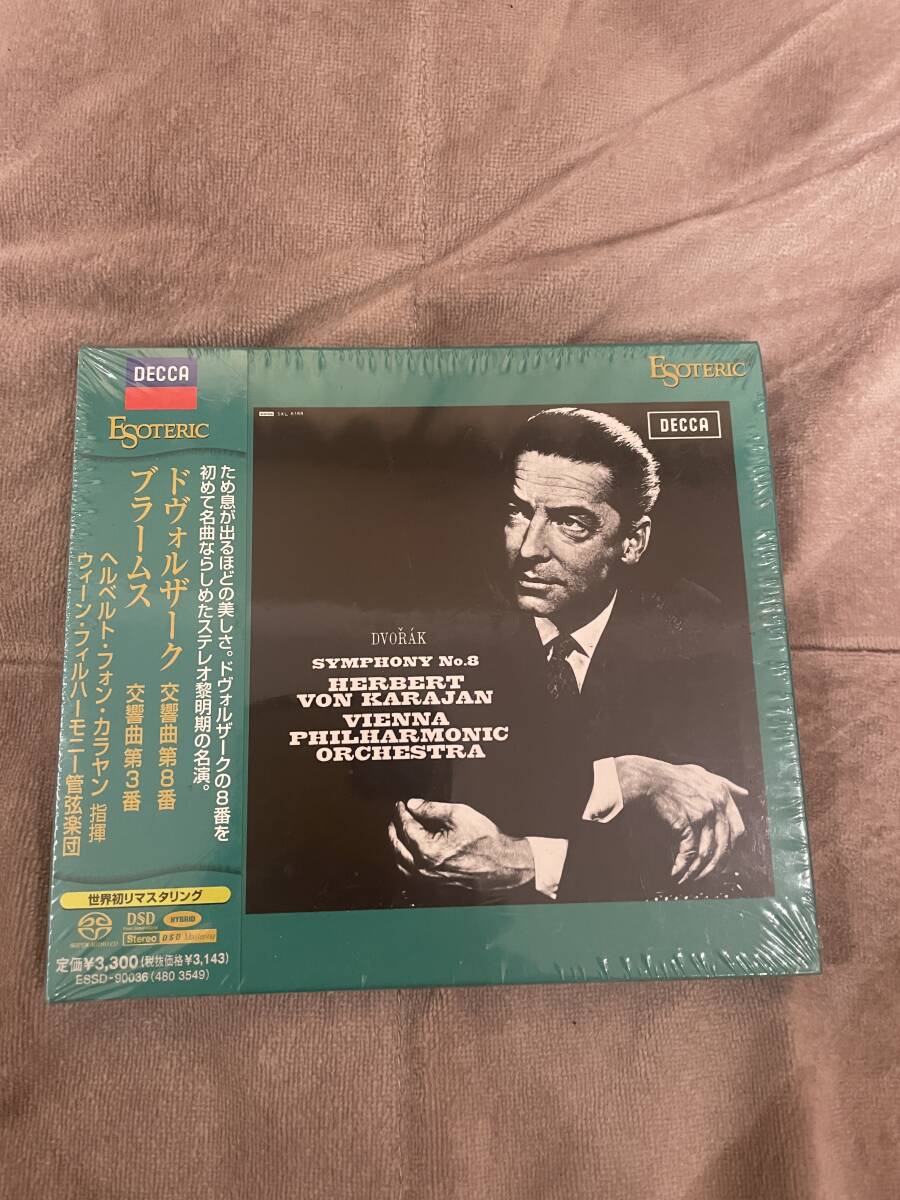 DECCA
ESOTERIC
ため息が出るほどの美しさ。ドヴォルザークの8番を
初めて名曲ならしめたステレオ黎明期の名演。
ドヴォルザーク 交響曲 第8番
ブラームス 交響曲 第3番
ヘルベルト・フォン・カラヤン 指揮
ウィーン・フィルハーモニー管弦楽団
世界初リマスタリング
SUPER AUDIO CD
DSD
HYBRID
Stereo
DSD Mastering
定価¥3,300(税抜価格¥3,143)
ESSD-90036 (480 3549)
ESOTERIC
DECCA
DVOŘÁK
SYMPHONY No.8
HERBERT
VON KARAJAN
VIENNA
PHILHARMONIC
ORCHESTRA